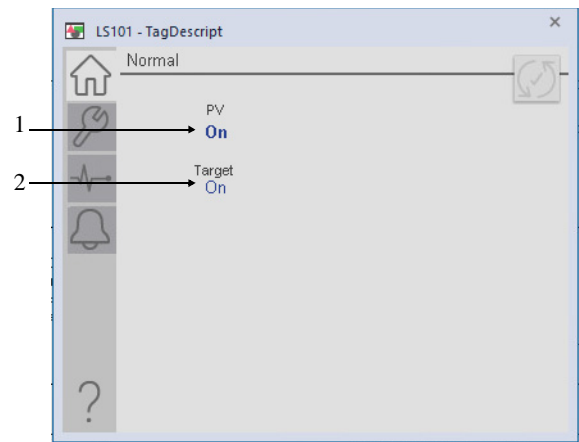 LS101 - TagDescript
Normal
PV
1
On
Target
2
On
?